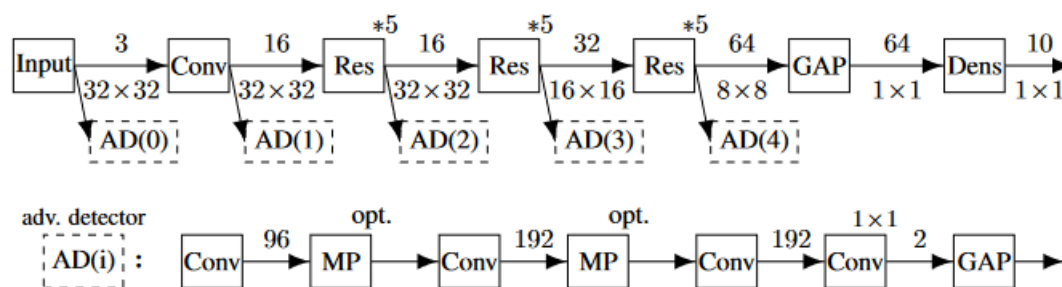 *5 *5 *5
3 16 16 32 64 64 10
Input Conv Res Res Res GAP Dens
32×32 32×32 32×32 16×16 8×8 1×1 1×1
AD(0) AD(1) AD(2) AD(3) AD(4)
adv. detector opt. opt. 1×1
96 192 192 2
AD(i) : Conv MP Conv MP Conv Conv GAP